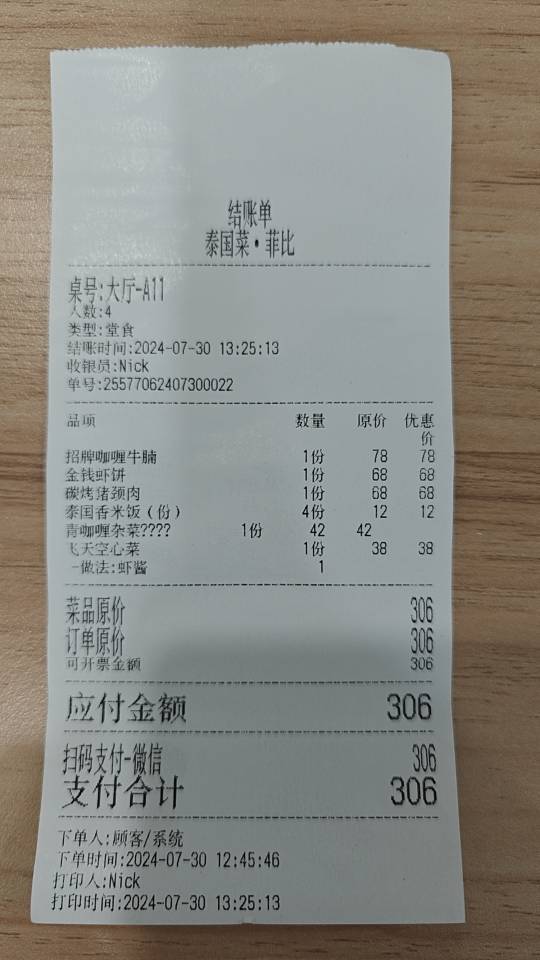 结账单
泰国菜·菲比
桌号:大厅-A11
人数:4
类型:堂食
结账时间:2024-07-30 13:25:13
收银员:Nick
单号:25577062407300022
品项 数量 原价 优惠价
招牌咖喱牛腩 1份 78 78
金钱虾饼 1份 68 68
碳烤猪颈肉 1份 68 68
泰国香米饭（份） 4份 12 12
青咖喱杂菜???? 1份 42 42
飞天空心菜 1份 38 38
-做法:虾酱 1
菜品原价 306
订单原价 306
可开票金额 306
应付金额 306
扫码支付-微信 306
支付合计 306
下单人:顾客/系统
下单时间:2024-07-30 12:45:46
打印人:Nick
打印时间:2024-07-30 13:25:13